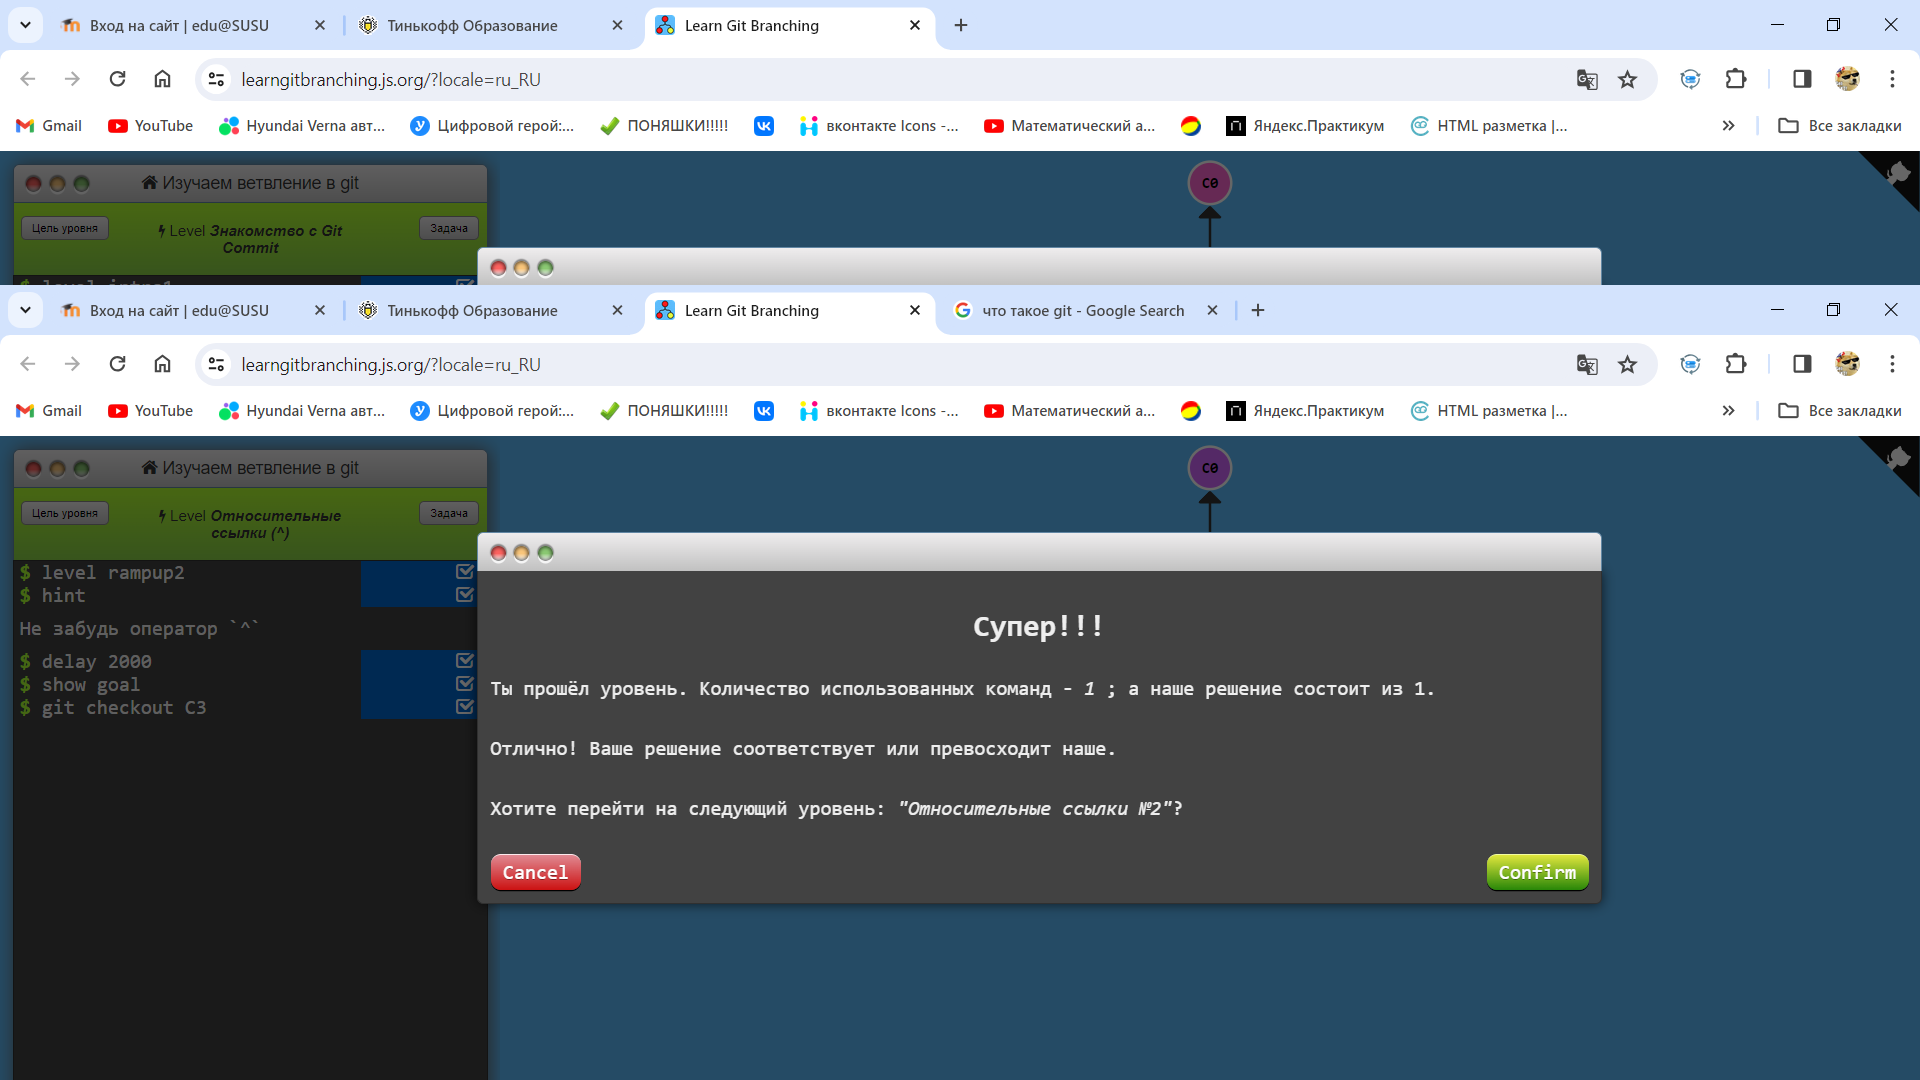 Вход на сайт | edu@SUSU
Тинькофф Образование
Learn Git Branching
learngitbranching.js.org/?locale=ru_RU
Gmail
YouTube
Hyundai Verna авт...
Цифровой герой:...
ПОНЯШКИ!!!!!
вконтакте Icons -...
Математический а...
Яндекс.Практикум
HTML разметка |...
Все закладки
Изучаем ветвление в git
C0
Цель уровня
Level Знакомство с Git
Commit
Задача
$ level intro1
Вход на сайт | edu@SUSU
Тинькофф Образование
Learn Git Branching
что такое git - Google Search
learngitbranching.js.org/?locale=ru_RU
Gmail
YouTube
Hyundai Verna авт...
Цифровой герой:...
ПОНЯШКИ!!!!!
вконтакте Icons -...
Математический а...
Яндекс.Практикум
HTML разметка |...
Все закладки
Изучаем ветвление в git
C0
Цель уровня
Level Относительные
ссылки (^)
Задача
$ level rampup2
$ hint
Не забудь оператор `^`
$ delay 2000
$ show goal
$ git checkout C3
Супер!!!
Ты прошёл уровень. Количество использованных команд - 1 ; а наше решение состоит из 1.
Отлично! Ваше решение соответствует или превосходит наше.
Хотите перейти на следующий уровень: "Относительные ссылки №2"?
Cancel
Confirm